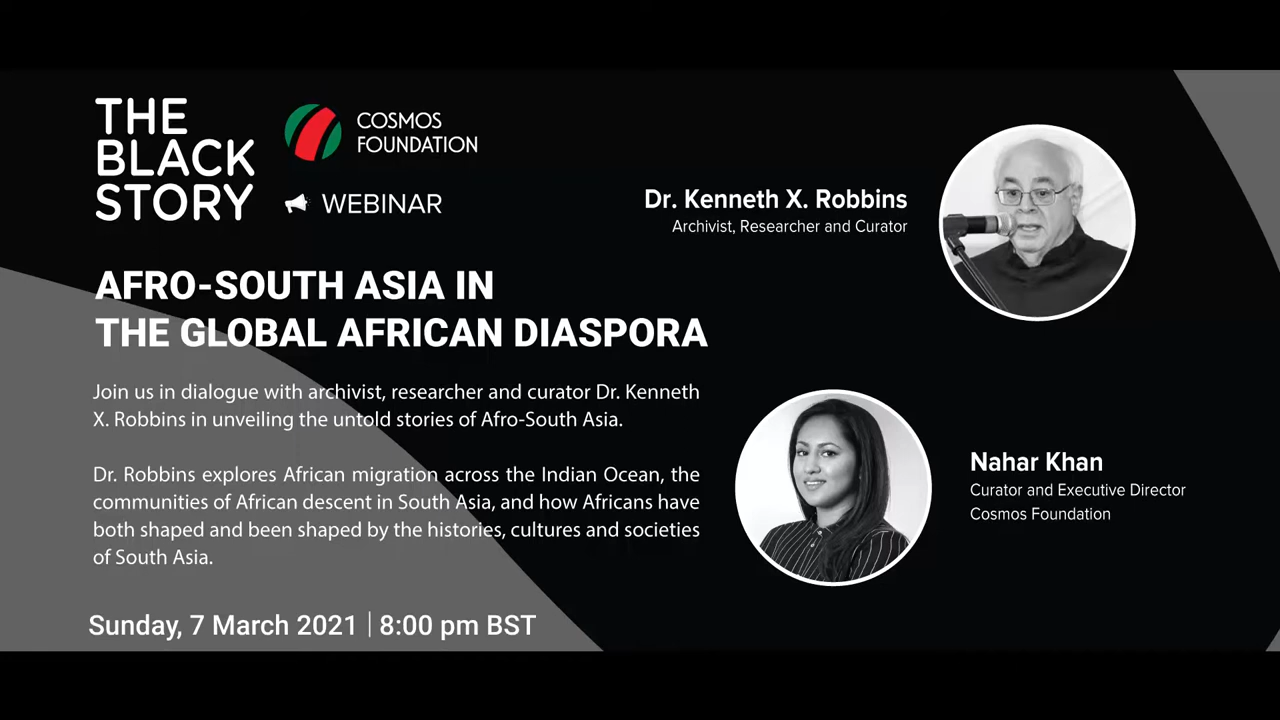 THE
BLACK
STORY
COSMOS
FOUNDATION
WEBINAR
Dr. Kenneth X. Robbins
Archivist, Researcher and Curator
AFRO-SOUTH ASIA IN
THE GLOBAL AFRICAN DIASPORA
Join us in dialogue with archivist, researcher and curator Dr. Kenneth
X. Robbins in unveiling the untold stories of Afro-South Asia.
Dr. Robbins explores African migration across the Indian Ocean, the
communities of African descent in South Asia, and how Africans have
both shaped and been shaped by the histories, cultures and societies
of South Asia.
Nahar Khan
Curator and Executive Director
Cosmos Foundation
Sunday, 7 March 2021 | 8:00 pm BST